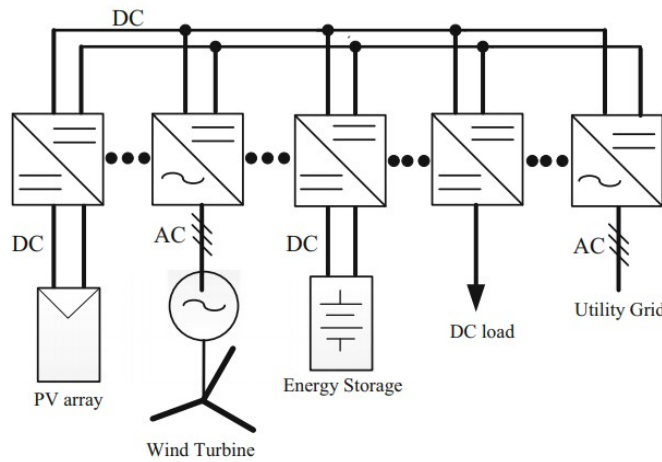 DC
DC
AC
DC
AC
PV array
Wind Turbine
Energy Storage
DC load
Utility Grid